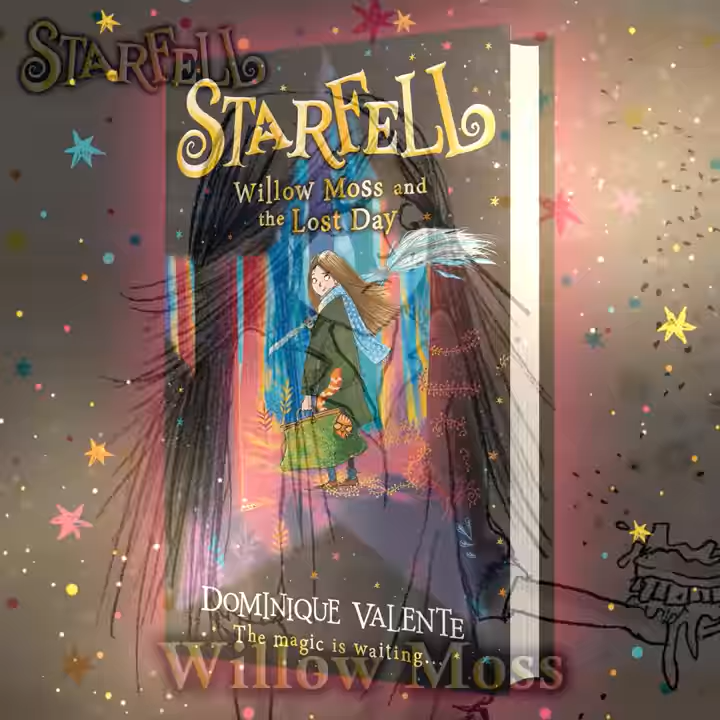 STARFELL
STARFELL
Willow Moss and
the Lost Day
DOMINIQUE VALENTE
The magic is waiting...
Willow Moss